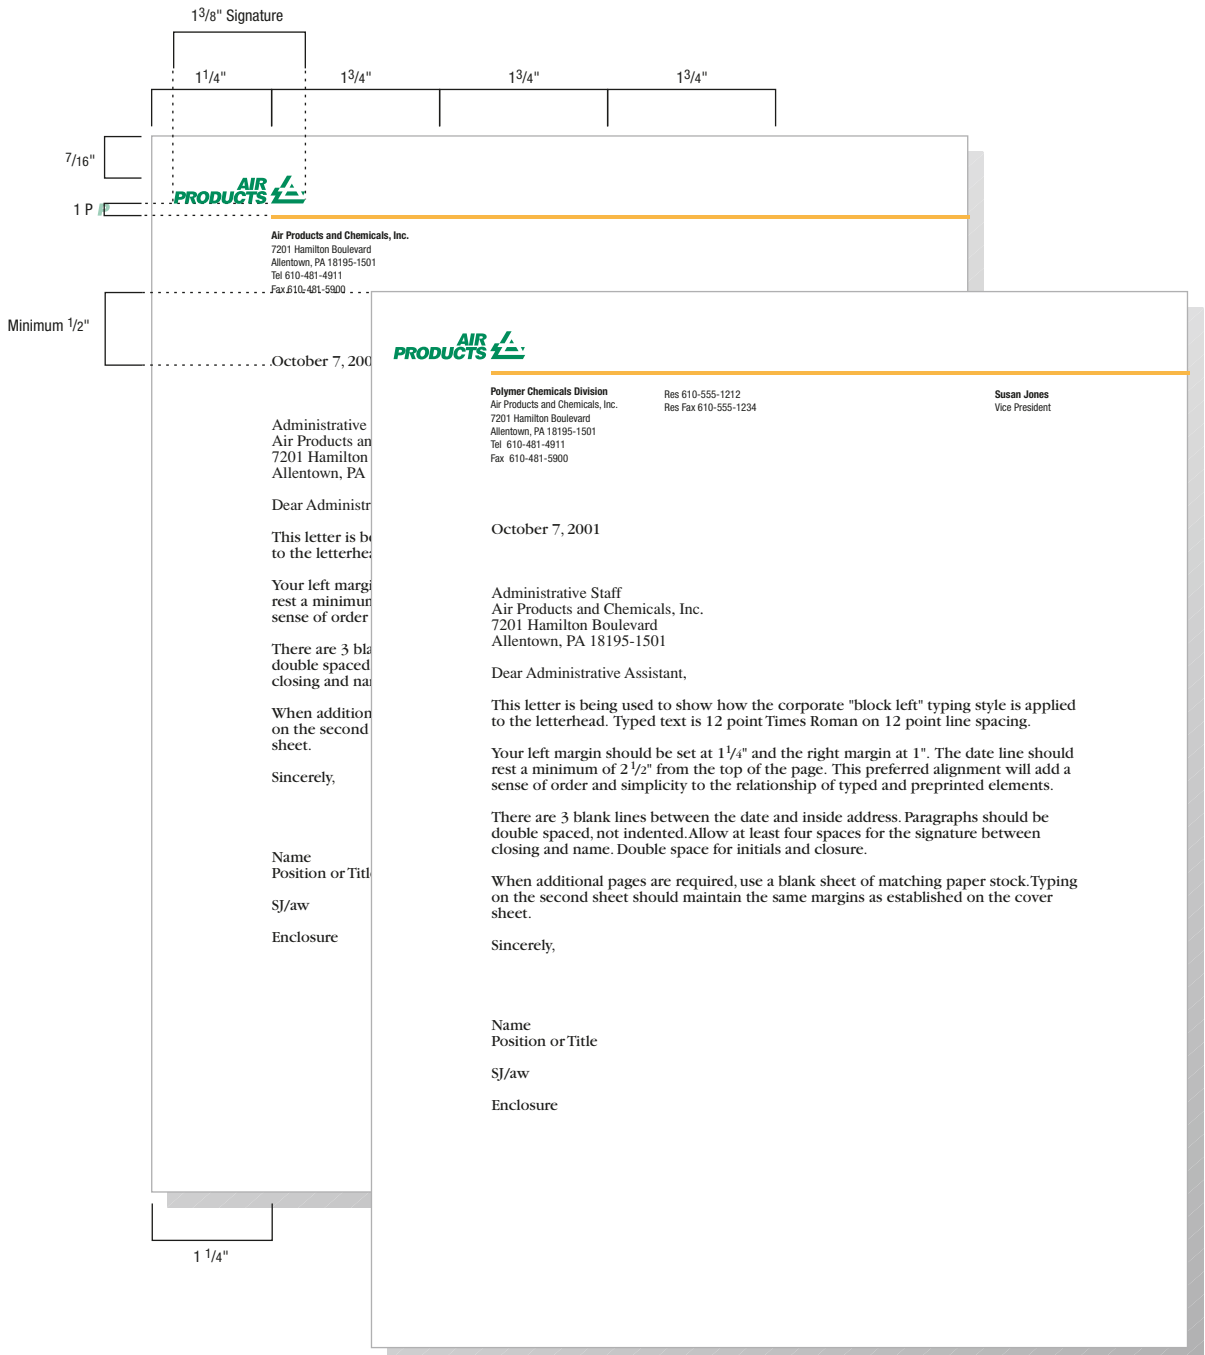 1 3/8" Signature
1 1/4" 1 3/4" 1 3/4" 1 3/4"
7/16"
AIR
PRODUCTS
1 P P
Air Products and Chemicals, Inc.
7201 Hamilton Boulevard
Allentown, PA 18195-1501
Tel 610-481-4911
Fax 610-481-5900
Minimum 1/2"
October 7, 200
Administrative
Air Products an
7201 Hamilton
Allentown, PA
Dear Administr
This letter is be
to the letterhea
Your left margi
rest a minimum
sense of order
There are 3 bla
double spaced
closing and nam
When addition
on the second
sheet.
Sincerely,
Name
Position or Titl
SJ/aw
Enclosure
1 1/4"
AIR
PRODUCTS
Polymer Chemicals Division
Air Products and Chemicals, Inc.
7201 Hamilton Boulevard
Allentown, PA 18195-1501
Tel 610-481-4911
Fax 610-481-5900
Res 610-555-1212
Res Fax 610-555-1234
Susan Jones
Vice President
October 7, 2001
Administrative Staff
Air Products and Chemicals, Inc.
7201 Hamilton Boulevard
Allentown, PA 18195-1501
Dear Administrative Assistant,
This letter is being used to show how the corporate "block left" typing style is applied
to the letterhead. Typed text is 12 point Times Roman on 12 point line spacing.
Your left margin should be set at 1 1/4" and the right margin at 1". The date line should
rest a minimum of 2 1/2" from the top of the page. This preferred alignment will add a
sense of order and simplicity to the relationship of typed and preprinted elements.
There are 3 blank lines between the date and inside address. Paragraphs should be
double spaced, not indented. Allow at least four spaces for the signature between
closing and name. Double space for initials and closure.
When additional pages are required, use a blank sheet of matching paper stock. Typing
on the second sheet should maintain the same margins as established on the cover
sheet.
Sincerely,
Name
Position or Title
SJ/aw
Enclosure